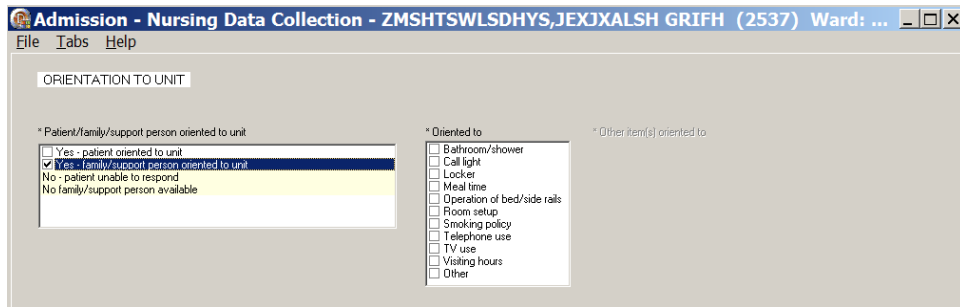 Admission - Nursing Data Collection - ZMSHTSWLSDHYS,JEXJXALSH GRIFH (2537) Ward: ...
File Tabs Help
ORIENTATION TO UNIT
* Patient/family/support person oriented to unit
Yes - patient oriented to unit
Yes - family/support person oriented to unit
No - patient unable to respond
No family/support person available
* Oriented to
Bathroom/shower
Call light
Locker
Meal time
Operation of bed/side rails
Room setup
Smoking policy
Telephone use
TV use
Visiting hours
Other
* Other item(s) oriented to